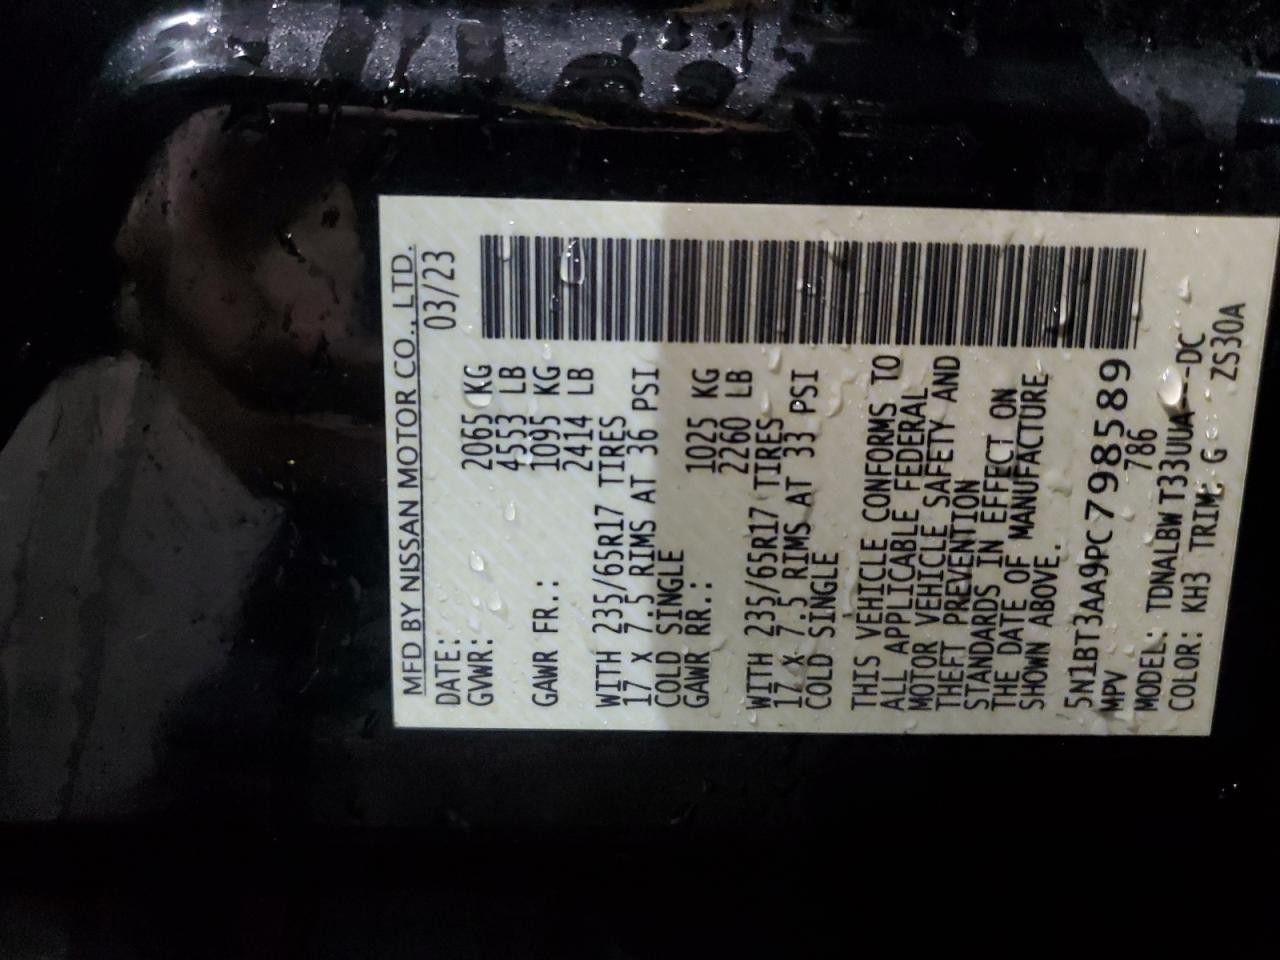 MFD BY NISSAN MOTOR CO., LTD.
DATE: 03/23
GVWR: 2065 KG
4553 LB
GAWR FR.: 1095 KG
2414 LB
WITH 235/65R17 TIRES
17 X 7.5 RIMS AT 36 PSI
COLD SINGLE
GAWR RR.: 1025 KG
2260 LB
WITH 235/65R17 TIRES
17 X 7.5 RIMS AT 33 PSI
COLD SINGLE
THIS VEHICLE CONFORMS TO
ALL APPLICABLE FEDERAL
MOTOR VEHICLE SAFETY AND
THEFT PREVENTION
STANDARDS IN EFFECT ON
THE DATE OF MANUFACTURE
SHOWN ABOVE.
5N1BT3AA9PC798589
MPV 786
MODEL: TDNALBW T33UUA---DC
COLOR: KH3 TRIM: G ZS30A